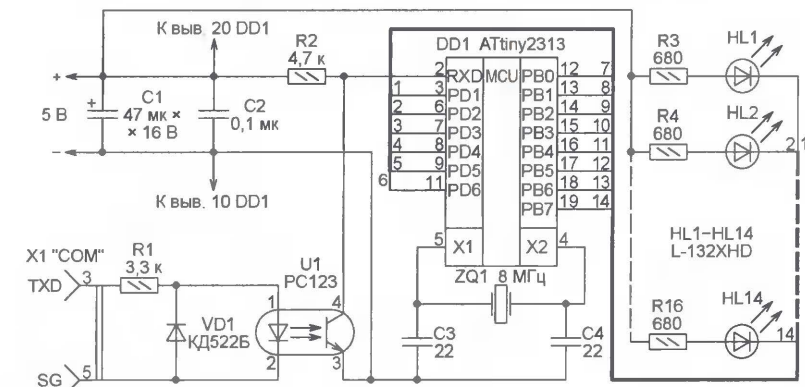 К выв. 20 DD1
R2
4,7 к
DD1 ATtiny2313
R3
680
HL1
+
5 В
–
+
C1
47 мк ×
× 16 В
C2
0,1 мк
К выв. 10 DD1
2 RXD MCU PB0 12 7
1 3 PD1 PB1 13 8
2 6 PD2 PB2 14 9
3 7 PD3 PB3 15 10
4 8 PD4 PB4 16 11
5 9 PD5 PB5 17 12
6 11 PD6 PB6 18 13
PB7 19 14
R4
680
HL2
2
1
5 X1 X2 4
ZQ1 8 МГц
HL1–HL14
L-132XHD
X1 "COM"
TXD 3
R1
3,3 к
U1
PC123
1
4
VD1
КД522Б
2
3
SG 5
C3
22
C4
22
R16
680
HL14
14